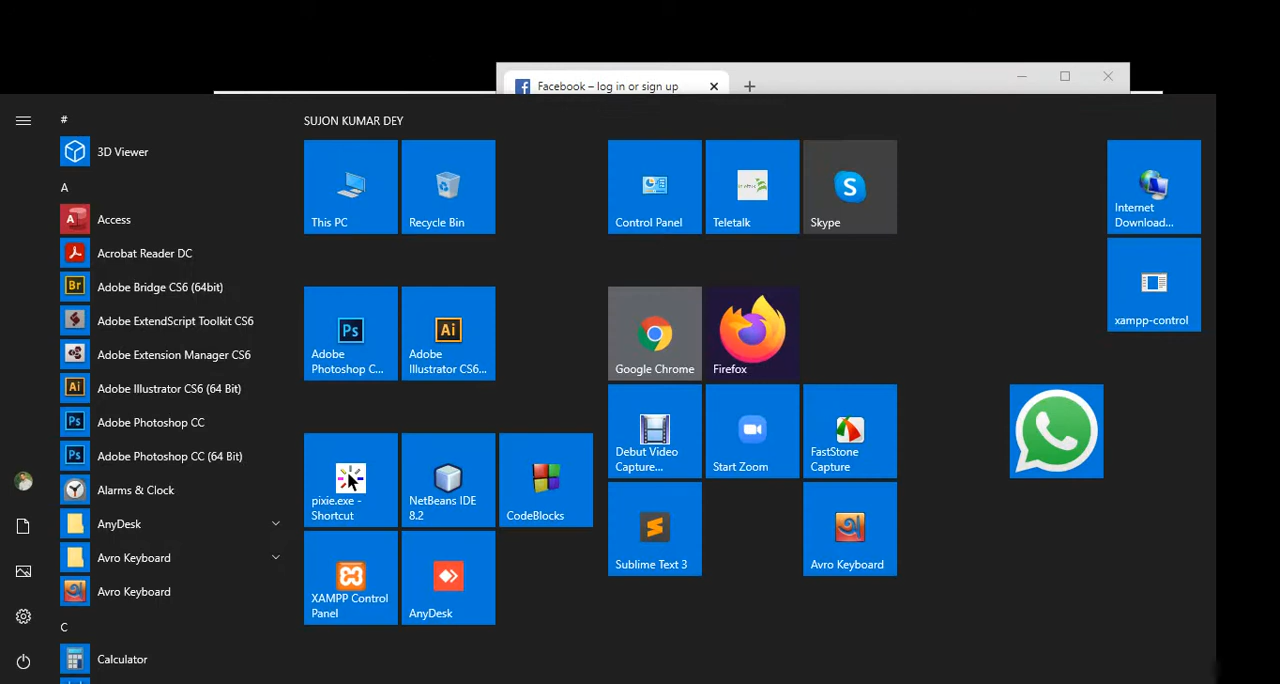 Facebook – log in or sign up
#
3D Viewer
A
Access
Acrobat Reader DC
Adobe Bridge CS6 (64bit)
Adobe ExtendScript Toolkit CS6
Adobe Extension Manager CS6
Adobe Illustrator CS6 (64 Bit)
Adobe Photoshop CC
Adobe Photoshop CC (64 Bit)
Alarms & Clock
AnyDesk
Avro Keyboard
Avro Keyboard
C
Calculator
SUJON KUMAR DEY
This PC
Recycle Bin
Control Panel
Teletalk
Skype
Internet
Download...
xampp-control
Adobe
Photoshop C...
Adobe
Illustrator CS6...
Google Chrome
Firefox
Debut Video
Capture...
Start Zoom
FastStone
Capture
pixie.exe -
Shortcut
NetBeans IDE
8.2
CodeBlocks
Sublime Text 3
Avro Keyboard
XAMPP Control
Panel
AnyDesk